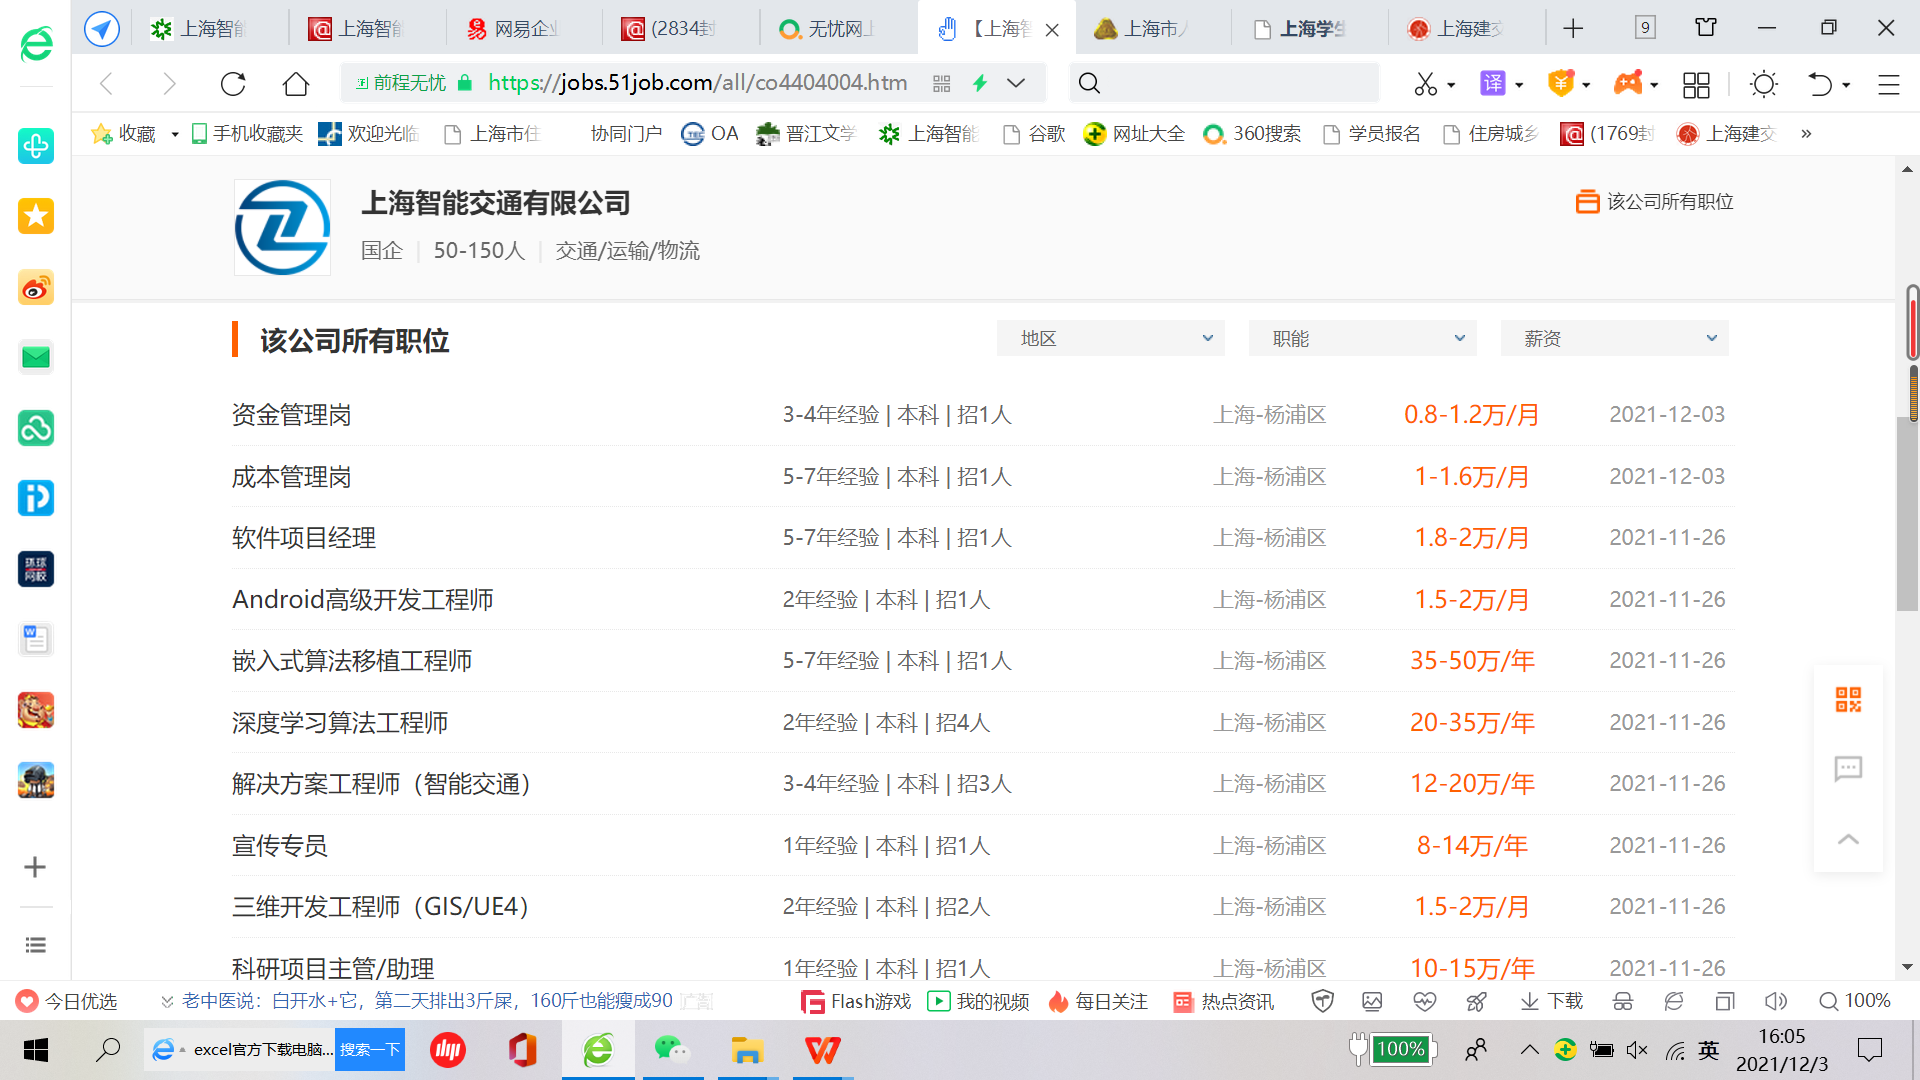 上海智能
上海智能
网易企业
(2834封
无忧网上
【上海智
上海市人
上海学生
上海建交
9
前程无忧
https://jobs.51job.com/all/co4404004.htm
译
收藏
手机收藏夹
欢迎光临
上海市住
协同门户
OA
晋江文学
上海智能
谷歌
网址大全
360搜索
学员报名
住房城乡
(1769封
上海建交
»
上海智能交通有限公司
该公司所有职位
国企 | 50-150人 | 交通/运输/物流
该公司所有职位
地区
职能
薪资
资金管理岗 3-4年经验 | 本科 | 招1人 上海-杨浦区 0.8-1.2万/月 2021-12-03
成本管理岗 5-7年经验 | 本科 | 招1人 上海-杨浦区 1-1.6万/月 2021-12-03
软件项目经理 5-7年经验 | 本科 | 招1人 上海-杨浦区 1.8-2万/月 2021-11-26
Android高级开发工程师 2年经验 | 本科 | 招1人 上海-杨浦区 1.5-2万/月 2021-11-26
嵌入式算法移植工程师 5-7年经验 | 本科 | 招1人 上海-杨浦区 35-50万/年 2021-11-26
深度学习算法工程师 2年经验 | 本科 | 招4人 上海-杨浦区 20-35万/年 2021-11-26
解决方案工程师（智能交通） 3-4年经验 | 本科 | 招3人 上海-杨浦区 12-20万/年 2021-11-26
宣传专员 1年经验 | 本科 | 招1人 上海-杨浦区 8-14万/年 2021-11-26
三维开发工程师（GIS/UE4） 2年经验 | 本科 | 招2人 上海-杨浦区 1.5-2万/月 2021-11-26
科研项目主管/助理 1年经验 | 本科 | 招1人 上海-杨浦区 10-15万/年 2021-11-26
环球
网校
今日优选
老中医说：白开水+它，第二天排出3斤屎，160斤也能瘦成90 广告
Flash游戏
我的视频
每日关注
热点资讯
下载
100%
excel官方下载电脑...
搜索一下
100%
英
16:05
2021/12/3